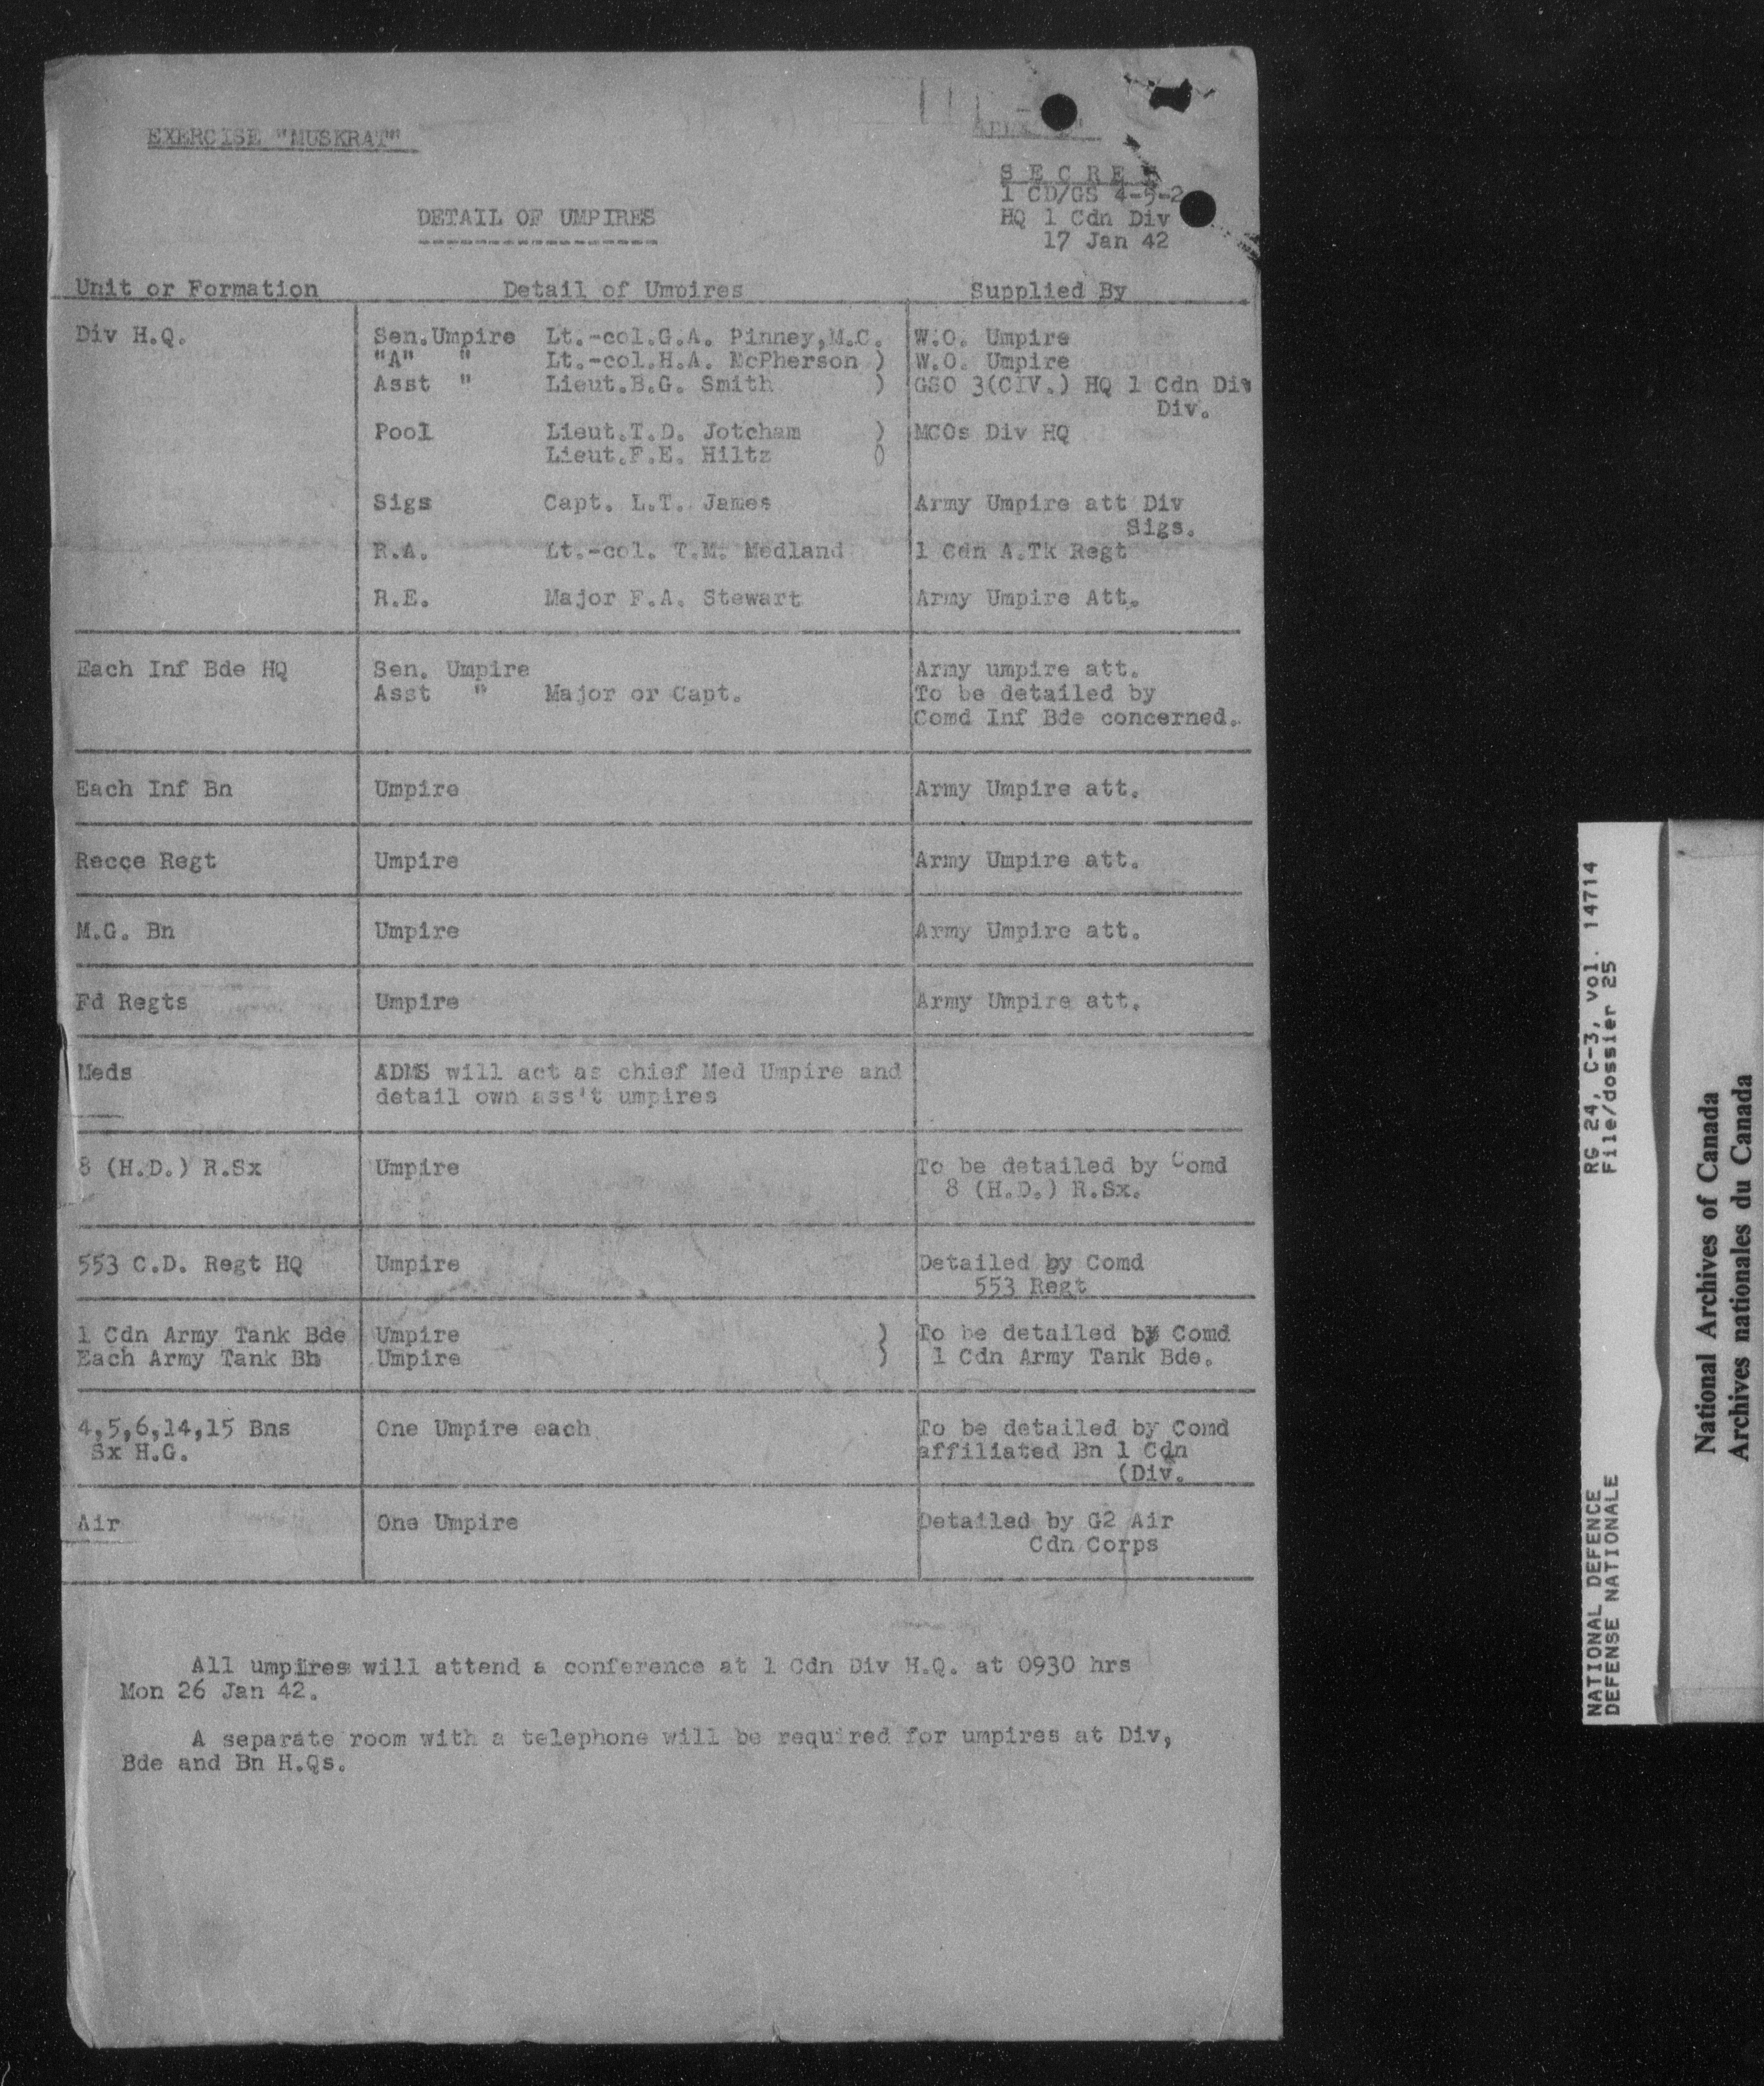 EXERCISE "MUSKRAT"
S E C R E T
1 CD/GS 4-5-2
DETAIL OF UMPIRES
HQ 1 Cdn Div
17 Jan 42
Unit or Formation Detail of Umpires Supplied By
Div H.Q. Sen.Umpire Lt.-col.G.A. Pinney,M.C. W.O. Umpire
"A" " Lt.-col.H.A. McPherson ) W.O. Umpire
Asst " Lieut.B.G. Smith ) GSO 3(CIV.) HQ 1 Cdn Div
Div.
Pool Lieut.T.D. Jotcham ) MCOs Div HQ
Lieut.F.E. Hiltz )
Sigs Capt. L.T. James Army Umpire att Div
Sigs.
R.A. Lt.-col. T.M. Medland 1 Cdn A.Tk Regt
R.E. Major F.A. Stewart Army Umpire Att.
Each Inf Bde HQ Sen. Umpire Army umpire att.
Asst " Major or Capt. To be detailed by
Comd Inf Bde concerned.
Each Inf Bn Umpire Army Umpire att.
Recce Regt Umpire Army Umpire att.
M.G. Bn Umpire Army Umpire att.
Fd Regts Umpire Army Umpire att.
Meds ADMS will act as chief Med Umpire and
detail own ass't umpires
8 (H.D.) R.Sx Umpire To be detailed by Comd
8 (H.D.) R.Sx.
553 C.D. Regt HQ Umpire Detailed by Comd
553 Regt
1 Cdn Army Tank Bde Umpire ) To be detailed by Comd
Each Army Tank Bn Umpire ) 1 Cdn Army Tank Bde.
4,5,6,14,15 Bns One Umpire each To be detailed by Comd
Sx H.G. affiliated Bn 1 Cdn
(Div.
Air One Umpire Detailed by G2 Air
Cdn Corps
All umpires will attend a conference at 1 Cdn Div H.Q. at 0930 hrs
Mon 26 Jan 42.
A separate room with a telephone will be required for umpires at Div,
Bde and Bn H.Qs.
NATIONAL DEFENCE RG 24, C-3, vol. 14714
DEFENSE NATIONALE File/dossier 25
National Archives of Canada
Archives nationales du Canada